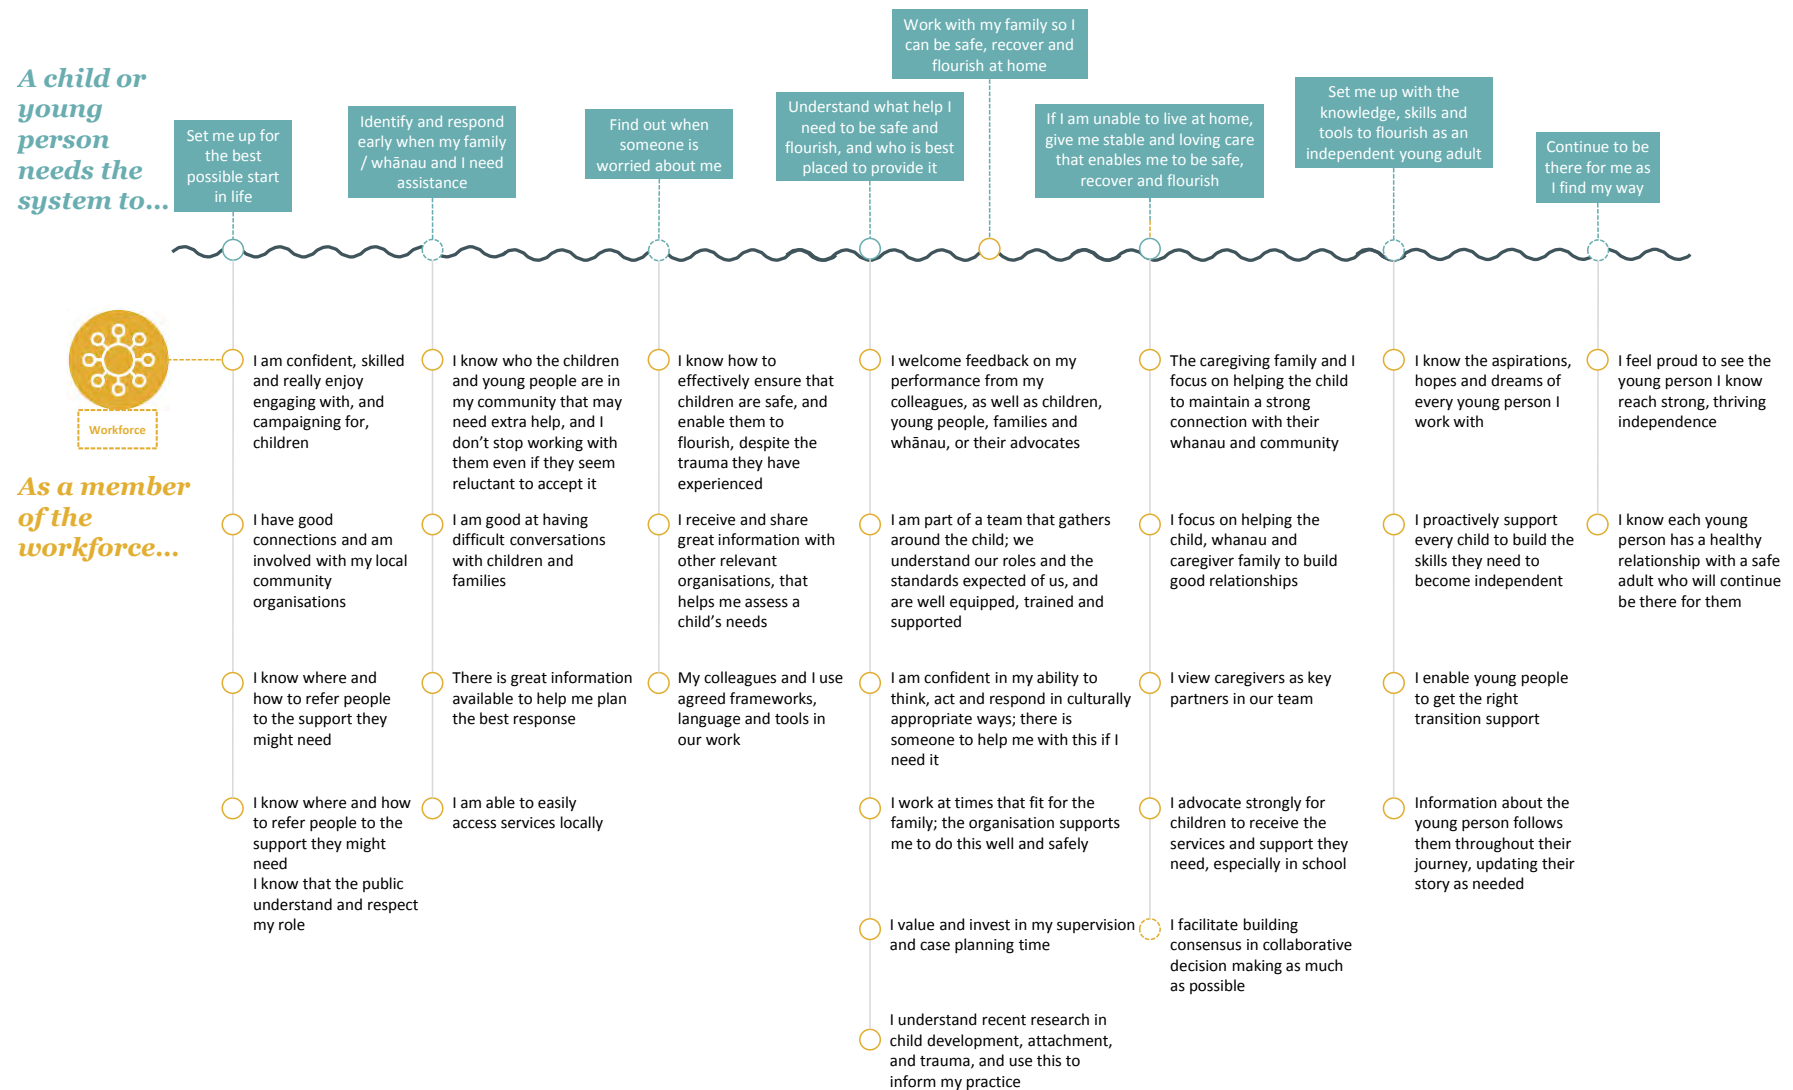 A child or
young
person
needs the
system to...
Set me up for
the best
possible start
in life
Identify and respond
early when my family
/ whānau and I need
assistance
Find out when
someone is
worried about me
Understand what help I
need to be safe and
flourish, and who is best
placed to provide it
Work with my family so I
can be safe, recover and
flourish at home
If I am unable to live at home,
give me stable and loving care
that enables me to be safe,
recover and flourish
Set me up with the
knowledge, skills and
tools to flourish as an
independent young adult
Continue to be
there for me as
I find my way
Workforce
As a member
of the
workforce...
I am confident, skilled
and really enjoy
engaging with, and
campaigning for,
children
I have good
connections and am
involved with my local
community
organisations
I know where and
how to refer people
to the support they
might need
I know where and how
to refer people to the
support they might
need
I know that the public
understand and respect
my role
I know who the children
and young people are in
my community that may
need extra help, and I
don't stop working with
them even if they seem
reluctant to accept it
I am good at having
difficult conversations
with children and
families
There is great information
available to help me plan
the best response
I am able to easily
access services locally
I know how to
effectively ensure that
children are safe, and
enable them to
flourish, despite the
trauma they have
experienced
I receive and share
great information with
other relevant
organisations, that
helps me assess a
child's needs
My colleagues and I use
agreed frameworks,
language and tools in
our work
I welcome feedback on my
performance from my
colleagues, as well as children,
young people, families and
whānau, or their advocates
I am part of a team that gathers
around the child; we
understand our roles and the
standards expected of us, and
are well equipped, trained and
supported
I am confident in my ability to
think, act and respond in culturally
appropriate ways; there is
someone to help me with this if I
need it
I work at times that fit for the
family; the organisation supports
me to do this well and safely
I value and invest in my supervision
and case planning time
I understand recent research in
child development, attachment,
and trauma, and use this to
inform my practice
The caregiving family and I
focus on helping the child
to maintain a strong
connection with their
whanau and community
I focus on helping the
child, whanau and
caregiver family to build
good relationships
I view caregivers as key
partners in our team
I advocate strongly for
children to receive the
services and support they
need, especially in school
I facilitate building
consensus in collaborative
decision making as much
as possible
I know the aspirations,
hopes and dreams of
every young person I
work with
I proactively support
every child to build the
skills they need to
become independent
I enable young people
to get the right
transition support
Information about the
young person follows
them throughout their
journey, updating their
story as needed
I feel proud to see the
young person I know
reach strong, thriving
independence
I know each young
person has a healthy
relationship with a safe
adult who will continue
be there for them